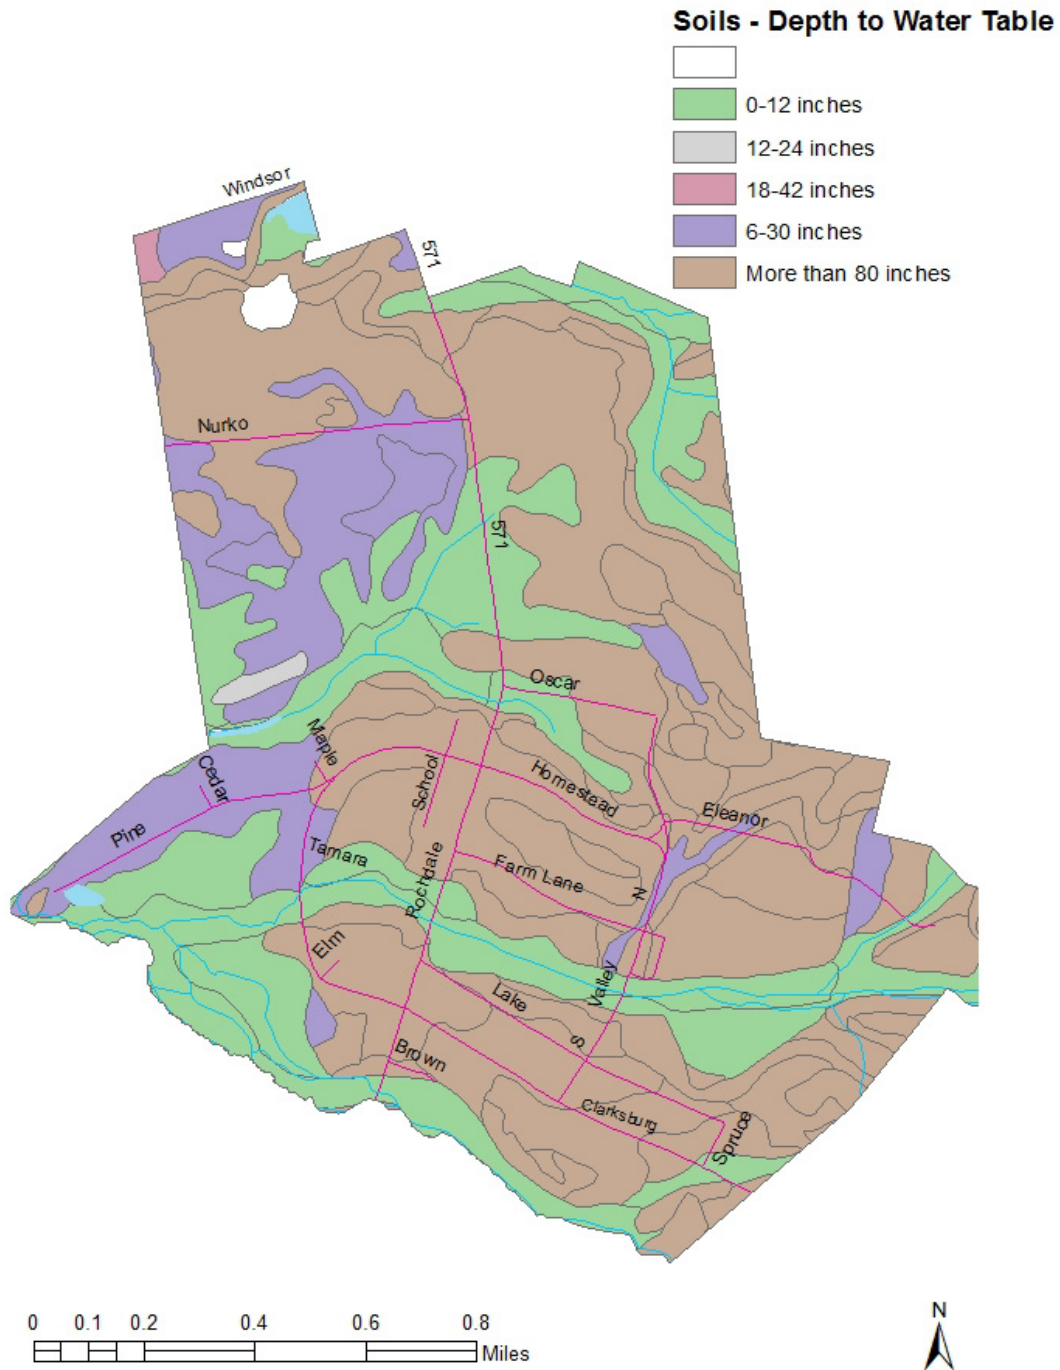 Soils - Depth to Water Table
0-12 inches
12-24 inches
18-42 inches
6-30 inches
More than 80 inches
Windsor
571
Nurko
571
Oscar
Maple
Cedar
School
Homestead
Eleanor
Pine
Tamara
Rochdale
Farm Lane
N
Elm
Valley
Lake
S
Brown
Clarksburg
Spruce
0 0.1 0.2 0.4 0.6 0.8
Miles
N